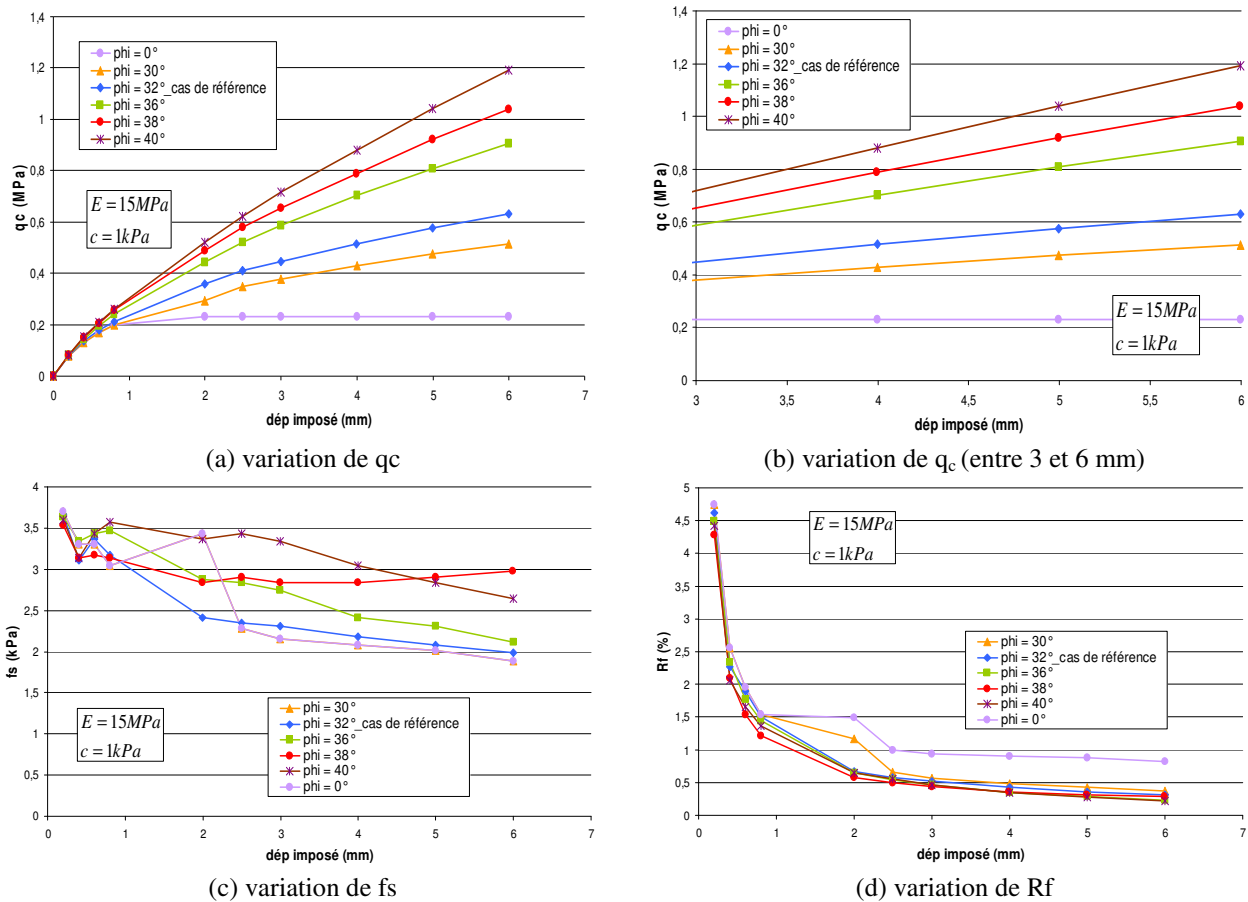 1,4
1,2
1
0,8
0,6
0,4
0,2
0
qc (MPa)
phi = 0°
phi = 30°
phi = 32°_cas de référence
phi = 36°
phi = 38°
phi = 40°
E = 15MPa
c = 1kPa
0 1 2 3 4 5 6 7
dép imposé (mm)
(a) variation de qc
1,4
1,2
1
0,8
0,6
0,4
0,2
0
qc (MPa)
phi = 0°
phi = 30°
phi = 32°_cas de référence
phi = 36°
phi = 38°
phi = 40°
E = 15MPa
c = 1kPa
3 3,5 4 4,5 5 5,5 6
dép imposé (mm)
(b) variation de qc (entre 3 et 6 mm)
4
3,5
3
2,5
2
1,5
1
0,5
0
fs (kPa)
E = 15MPa
c = 1kPa
phi = 30°
phi = 32°_cas de référence
phi = 36°
phi = 38°
phi = 40°
phi = 0°
0 1 2 3 4 5 6 7
dép imposé (mm)
(c) variation de fs
5
4,5
4
3,5
3
2,5
2
1,5
1
0,5
0
Rf (%)
E = 15MPa
c = 1kPa
phi = 30°
phi = 32°_cas de référence
phi = 36°
phi = 38°
phi = 40°
phi = 0°
0 1 2 3 4 5 6 7
dép imposé (mm)
(d) variation de Rf